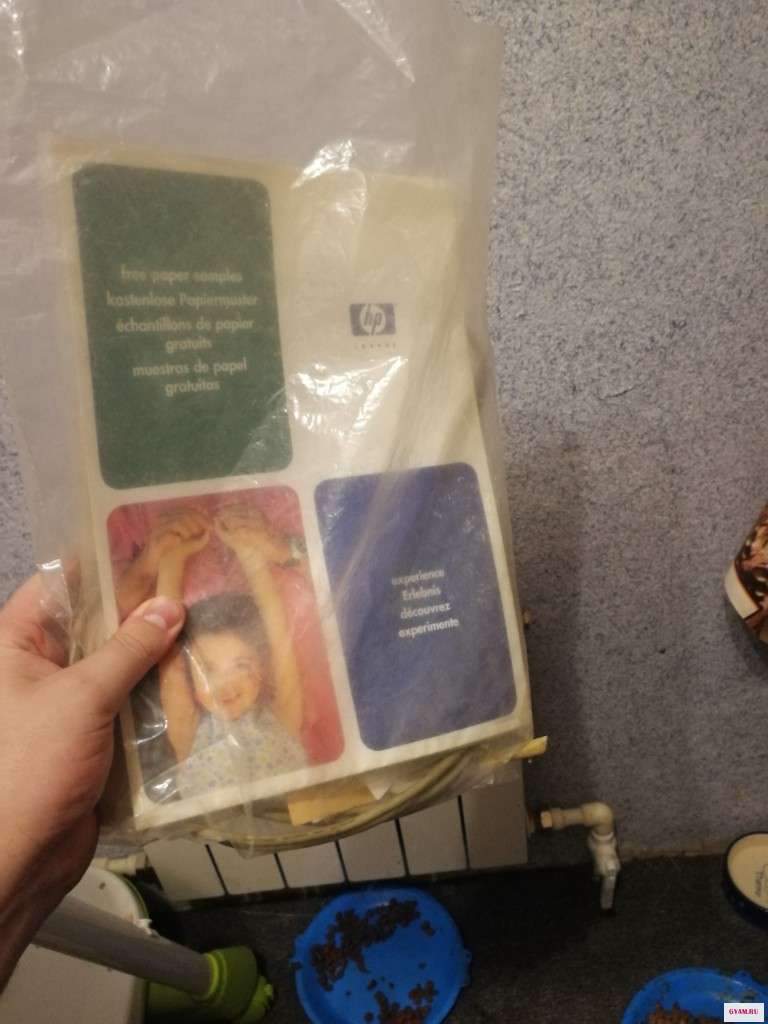 free paper samples
kostenlose Papiermuster
échantillons de papier
gratuits
muestras de papel
gratuitas
hp
invent
experience
Erlebnis
découvrez
experimente
GYAM.RU